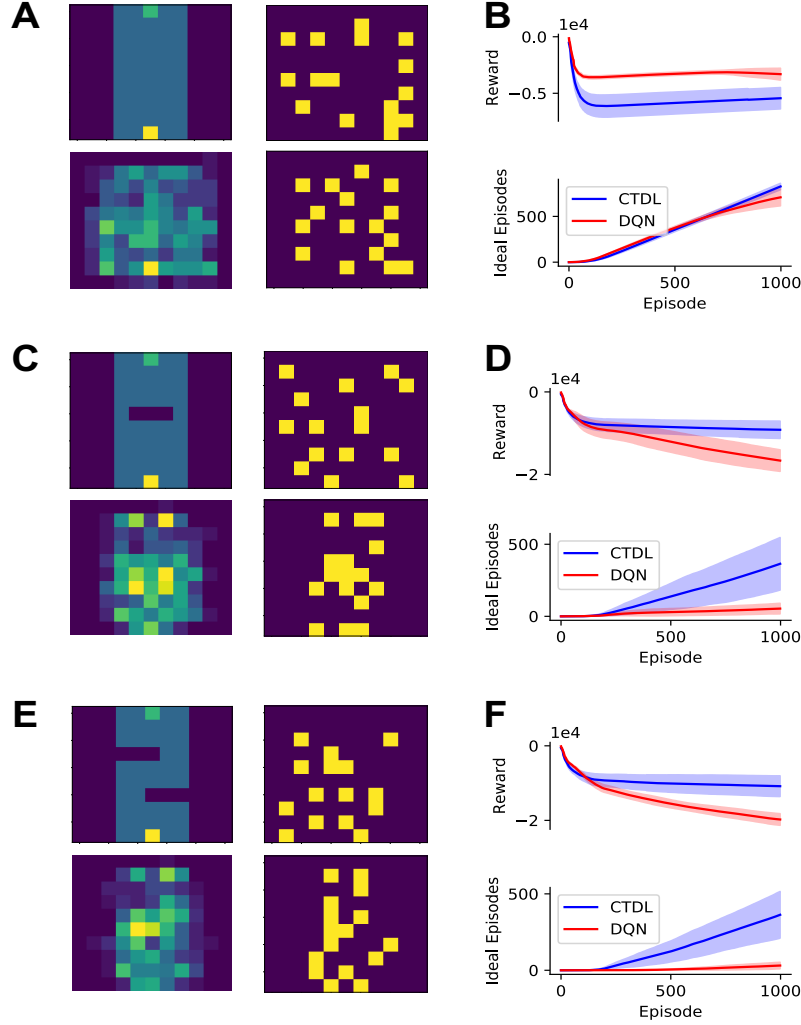 A
B
1e4
0.0
−0.5
Reward
500
0
Ideal Episodes
CTDL
DQN
0
500
1000
Episode
C
D
1e4
0
−2
Reward
500
0
Ideal Episodes
CTDL
DQN
0
500
1000
Episode
E
F
1e4
0
−2
Reward
500
0
Ideal Episodes
CTDL
DQN
0
500
1000
Episode